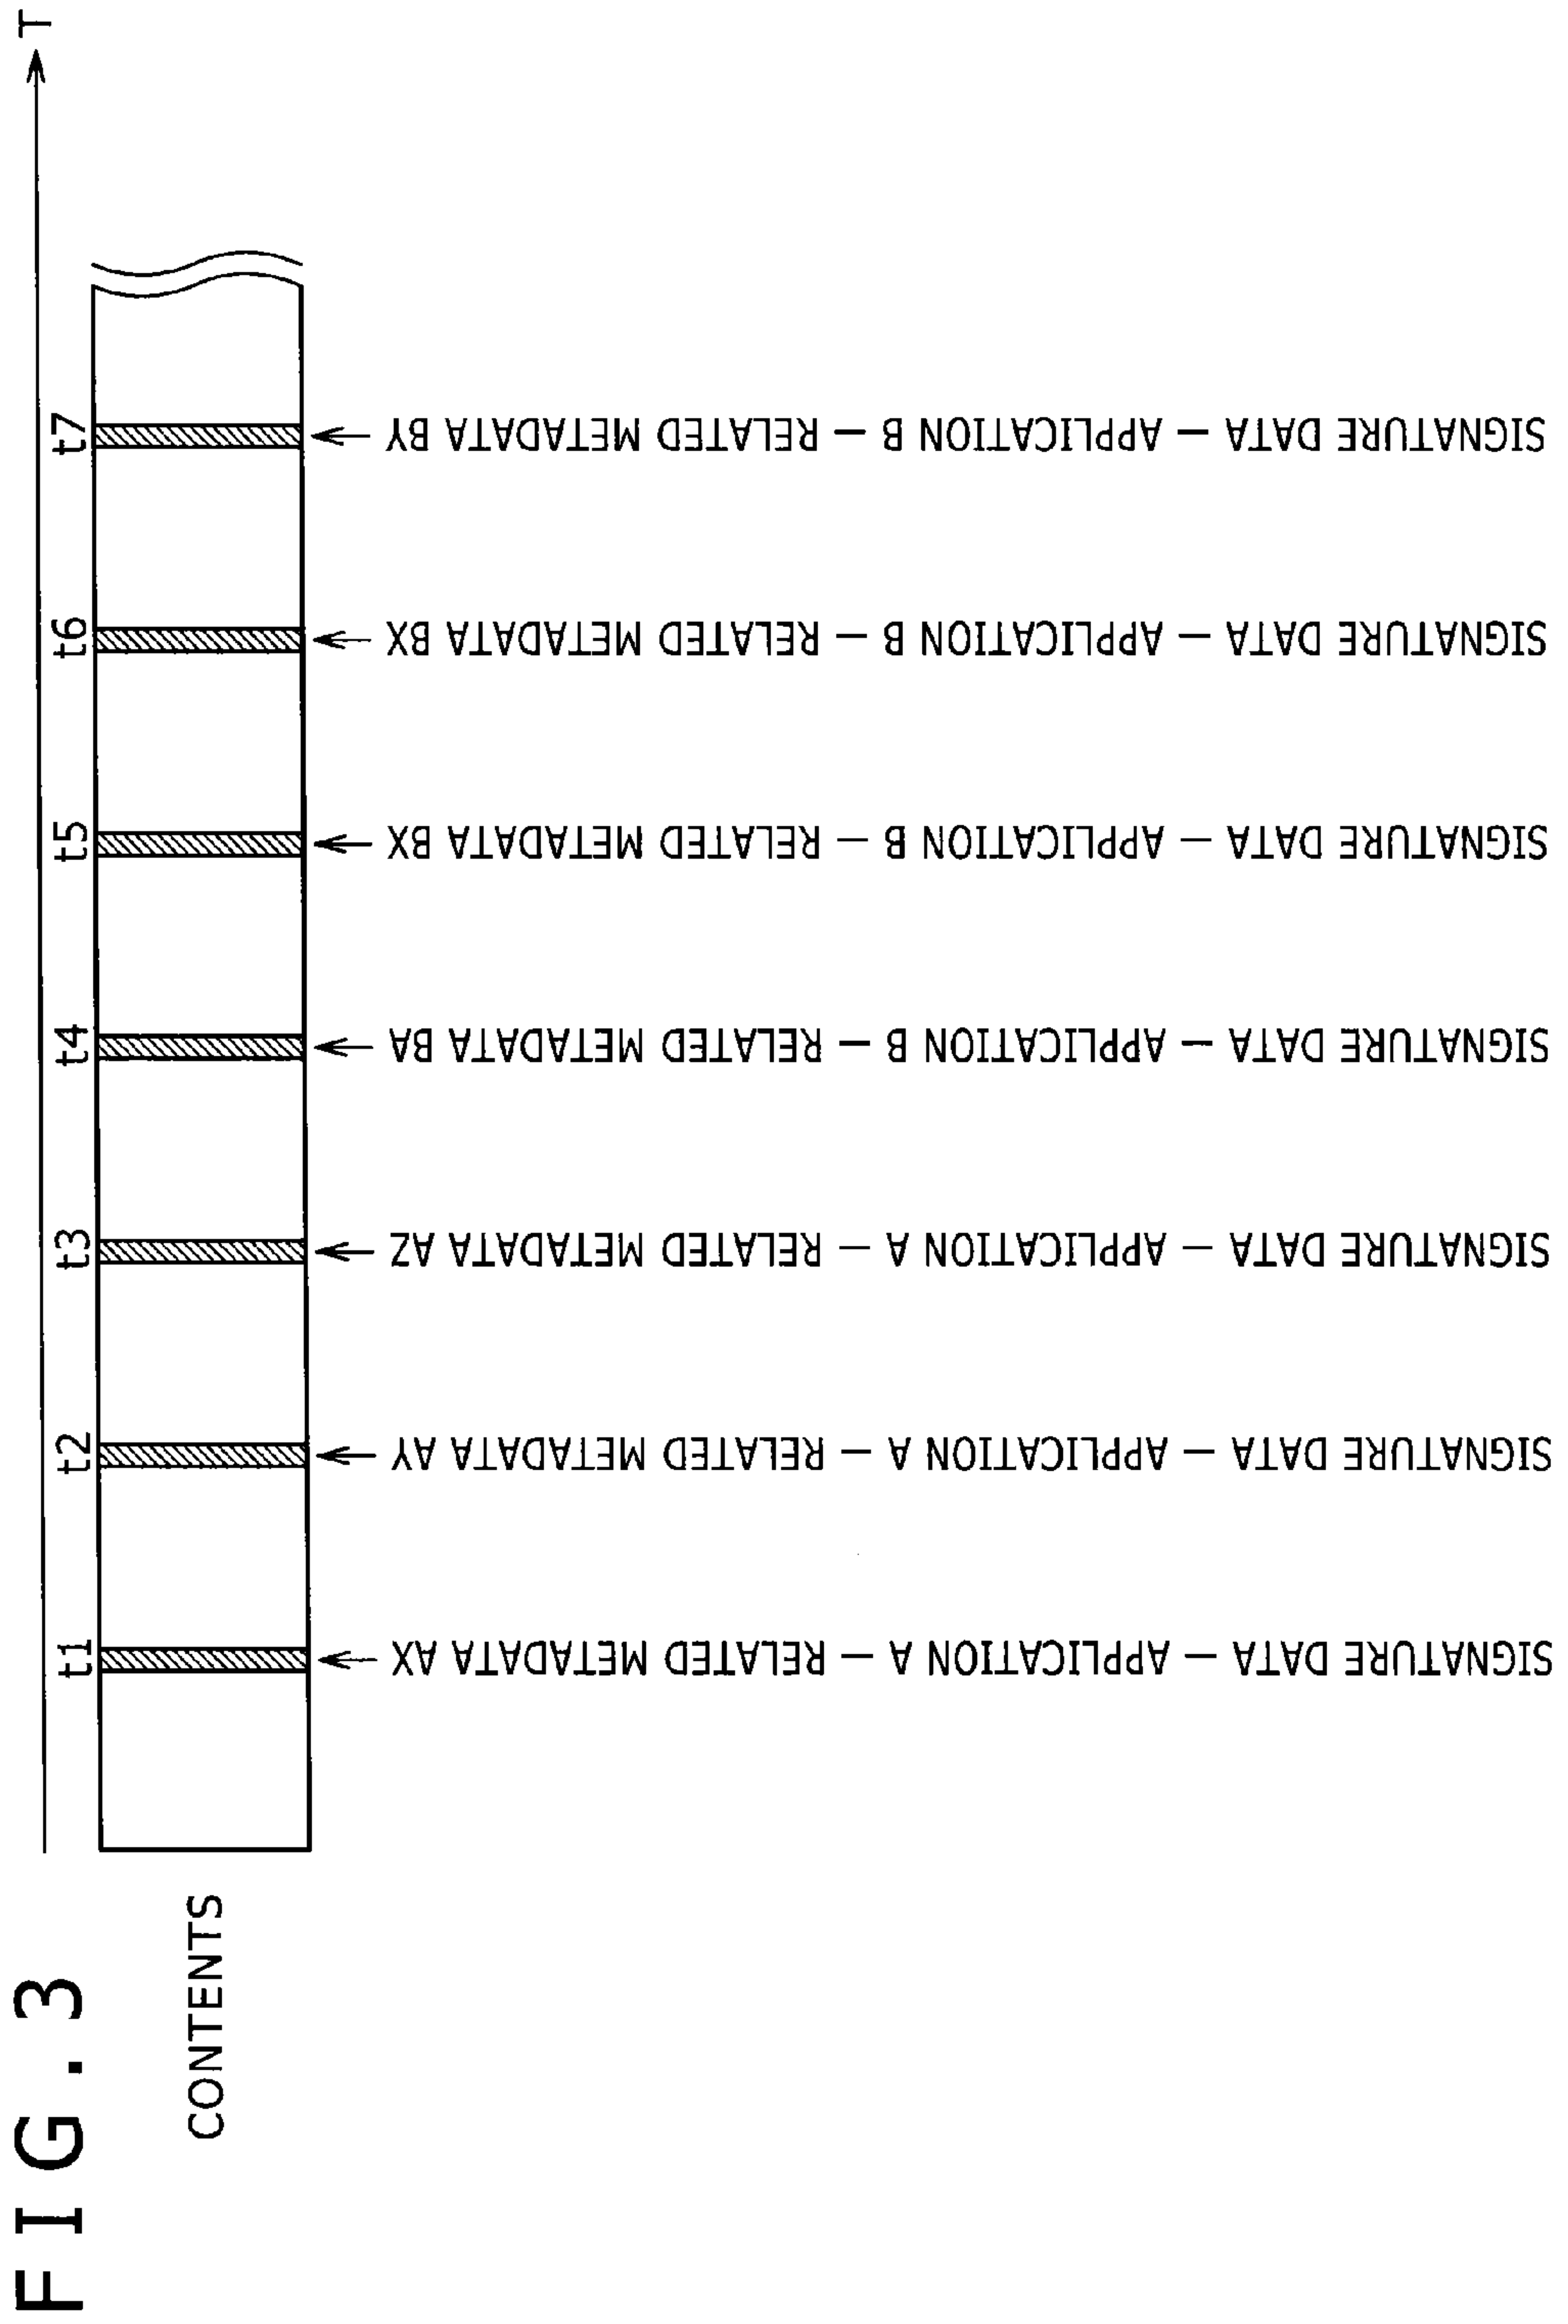 FIG.3
T
t1
t2
t3
t4
t5
t6
t7
CONTENTS
SIGNATURE DATA — APPLICATION A — RELATED METADATA AX
SIGNATURE DATA — APPLICATION A — RELATED METADATA AY
SIGNATURE DATA — APPLICATION A — RELATED METADATA AZ
SIGNATURE DATA — APPLICATION B — RELATED METADATA BA
SIGNATURE DATA — APPLICATION B — RELATED METADATA BX
SIGNATURE DATA — APPLICATION B — RELATED METADATA BX
SIGNATURE DATA — APPLICATION B — RELATED METADATA BY